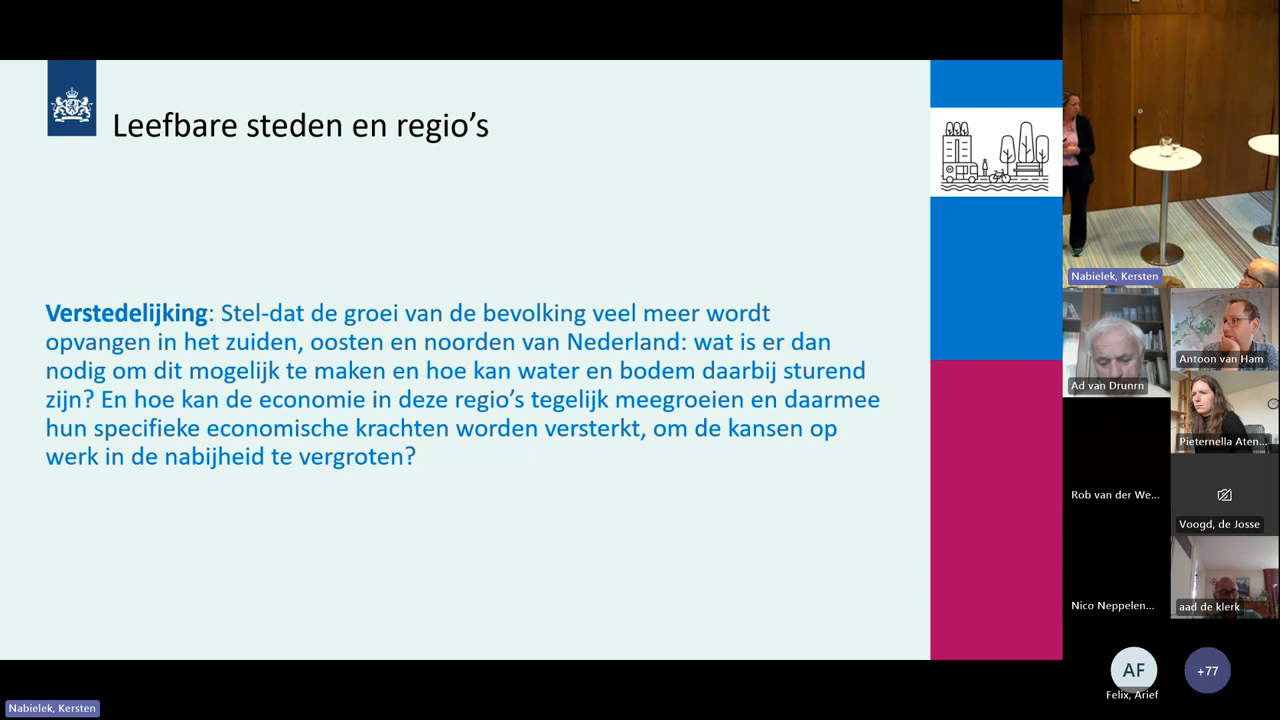 Leefbare steden en regio's
Verstedelijking: Stel-dat de groei van de bevolking veel meer wordt
opvangen in het zuiden, oosten en noorden van Nederland: wat is er dan
nodig om dit mogelijk te maken en hoe kan water en bodem daarbij sturend
zijn? En hoe kan de economie in deze regio's tegelijk meegroeien en daarmee
hun specifieke economische krachten worden versterkt, om de kansen op
werk in de nabijheid te vergroten?
Nabielek, Kersten
Nabielek, Kersten
Ad van Drunrn
Antoon van Ham
Pieternella Aten...
Rob van der We...
Voogd, de Josse
Nico Neppelen...
aad de klerk
AF
Felix, Arief
+77